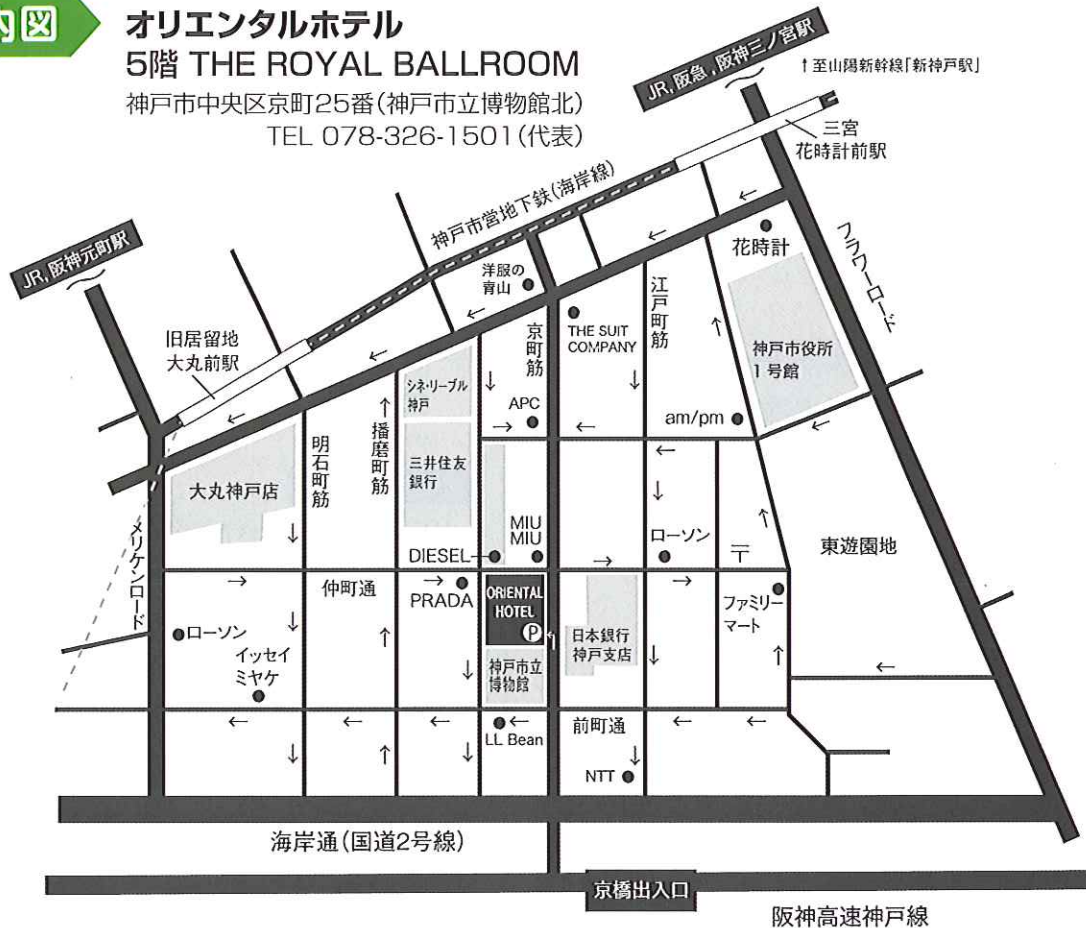 内図
オリエンタルホテル
5階 THE ROYAL BALLROOM
神戸市中央区京町25番(神戸市立博物館北)
TEL 078-326-1501(代表)
JR,阪急,阪神三ノ宮駅
↑至山陽新幹線「新神戸駅」
三宮
花時計前駅
神戸市営地下鉄(海岸線)
JR,阪神元町駅
花時計
フラワーロード
洋服の
青山
旧居留地
大丸前駅
京町筋
THE SUIT
COMPANY
江戸町筋
神戸市役所
1号館
シネ・リーブル
神戸
APC
am/pm
明石町筋
播磨町筋
三井住友
銀行
大丸神戸店
メリケンロード
MIU
MIU
DIESEL
ローソン
〒
東遊園地
仲町通
PRADA
ORIENTAL
HOTEL
P
日本銀行
神戸支店
ファミリー
マート
ローソン
イッセイ
ミヤケ
神戸市立
博物館
LL Bean
前町通
NTT
海岸通(国道2号線)
京橋出入口
阪神高速神戸線